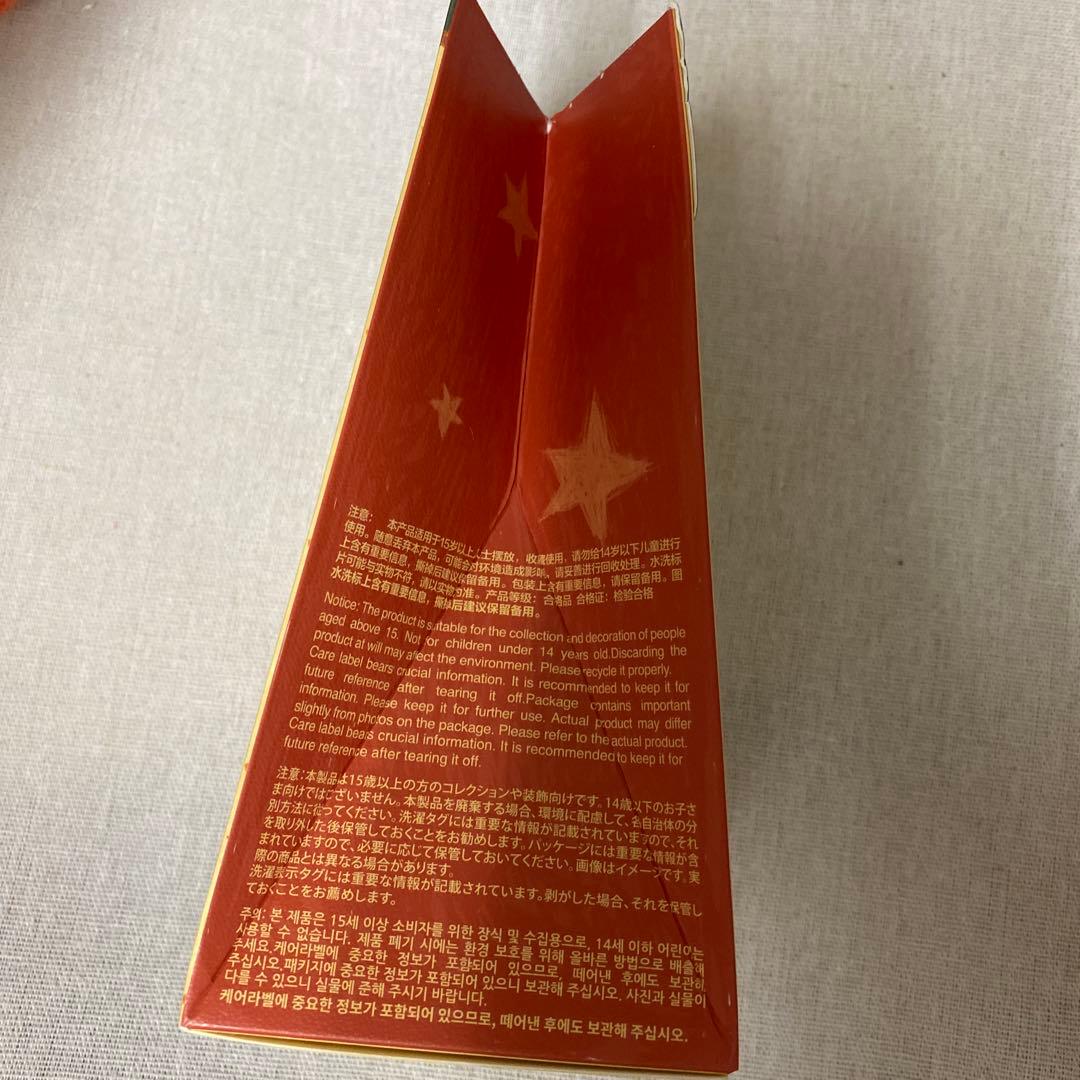 注意： 本产品适用于15岁以上人士摆放，收藏使用，请勿给14岁以下儿童进行
使用。随意丢弃本产品，可能会对环境造成影响，请妥善进行回收处理。水洗标
上含有重要信息，撕掉后建议保留备用。包装上含有重要信息，请保留备用。图
片可能与实物不符，请以实物为准。产品等级：合格品 合格证：检验合格
水洗标上含有重要信息，撕掉后建议保留备用。
Notice: The product is suitable for the collection and decoration of people
aged above 15. Not for children under 14 years old.Discarding the
product at will may affect the environment. Please recycle it properly.
Care label bears crucial information. It is recommended to keep it for
future reference after tearing it off.Package contains important
information. Please keep it for further use. Actual product may differ
slightly from photos on the package. Please refer to the actual product.
Care label bears crucial information. It is recommended to keep it for
future reference after tearing it off.
注意：本製品は15歳以上の方のコレクションや装飾向けです。14歳以下のお子さ
ま向けではございません。本製品を廃棄する場合、環境に配慮して、各自治体の分
別方法に従ってください。洗濯タグには重要な情報が記載されていますので、それ
を取り外した後保管しておくことをお勧めします。パッケージには重要な情報が含
まれていますので、必要に応じて保管しておいてください。画像はイメージです。実
際の商品とは異なる場合があります。
洗濯表示タグには重要な情報が記載されています。剥がした場合、それを保管し
ておくことをお薦めします。
주의: 본 제품은 15세 이상 소비자를 위한 장식 및 수집용으로, 14세 이하 어린이는
사용할 수 없습니다. 제품 폐기 시에는 환경 보호를 위해 올바른 방법으로 배출해
주세요.케어라벨에 중요한 정보가 포함되어 있으므로, 떼어낸 후에도 보관해
주십시오.패키지에 중요한 정보가 포함되어 있으니 보관해 주십시오. 사진과 실물이
다를 수 있으니 실물에 준해 주시기 바랍니다.
케어라벨에 중요한 정보가 포함되어 있으므로, 떼어낸 후에도 보관해 주십시오.